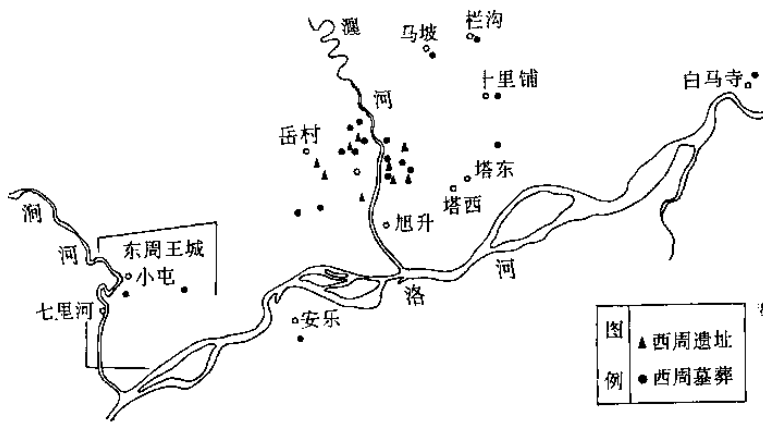 瀍河
马坡
栏沟
十里铺
白马寺
岳村
塔东
塔西
旭升
涧河
东周王城
小屯
七里河
洛河
安乐
图例
西周遗址
西周墓葬